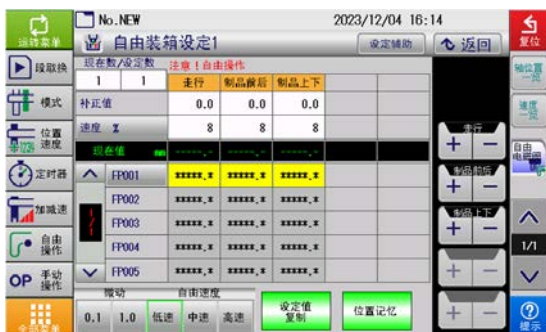 No.NEW 2023/12/04 16:14
运转菜单 自由装箱设定1 设定辅助 返回 复位
段取换 现在数/设定数 注意！自由操作 轴位置一览
1 1 走行 制品前后 制品上下
模式 补正值 0.0 0.0 0.0 速度一览
位置速度 速度 % 8 8 8 走行
现在值 mm -----.- -----.- -----.- - +
定时器 FP001 *****.* *****.* *****.* 制品前后
FP002 *****.* *****.* *****.* - +
加减速 1/1 FP003 *****.* *****.* *****.* 制品上下
自由操作 FP004 *****.* *****.* *****.* - + 1/1
OP 手动操作 FP005 *****.* *****.* *****.* - +
微动 自由速度
0.1 1.0 低速 中速 高速 设定值复制 位置记忆 - +
全部菜单 提示